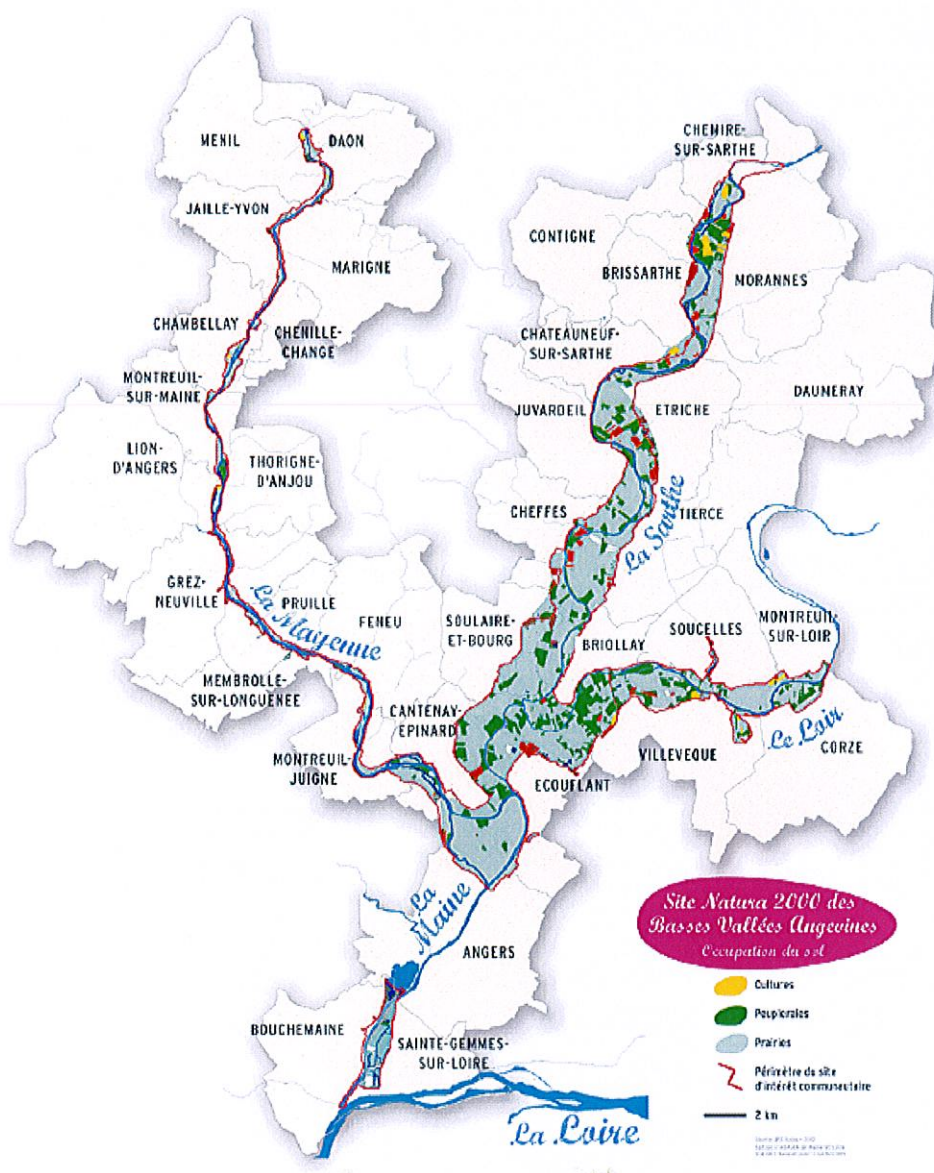 MENIL
DAON
CHEMIRE-
SUR-SARTHE
JAILLE-YVON
CONTIGNE
MARIGNE
BRISSARTHE
MORANNES
CHAMBELLAY
CHENILLE-
CHANGE
CHATEAUNEUF-
SUR-SARTHE
MONTREUIL-
SUR-MAINE
JUVARDEIL
ETRICHE
DAUMERAY
LION-
D'ANGERS
THORIGNE-
D'ANJOU
CHEFFES
La Sarthe
TIERCE
GREZ-
NEUVILLE
PRUILLE
La Mayenne
FENEU
SOULAIRE-
ET-BOURG
BRIOLLAY
SOUCELLES
MONTREUIL-
SUR-LOIR
MEMBROLLE-
SUR-LONGUENEE
CANTENAY-
EPINARD
Le Loir
MONTREUIL-
JUIGNE
VILLEVEQUE
CORZE
ECOUFLANT
La
Maine
ANGERS
BOUCHEMAINE
SAINTE-GEMMES-
SUR-LOIRE
La Loire
Site Natura 2000 des
Basses Vallées Angevines
Occupation du sol
Cultures
Peupleraies
Prairies
Périmètre du site
d'intérêt communautaire
2 km